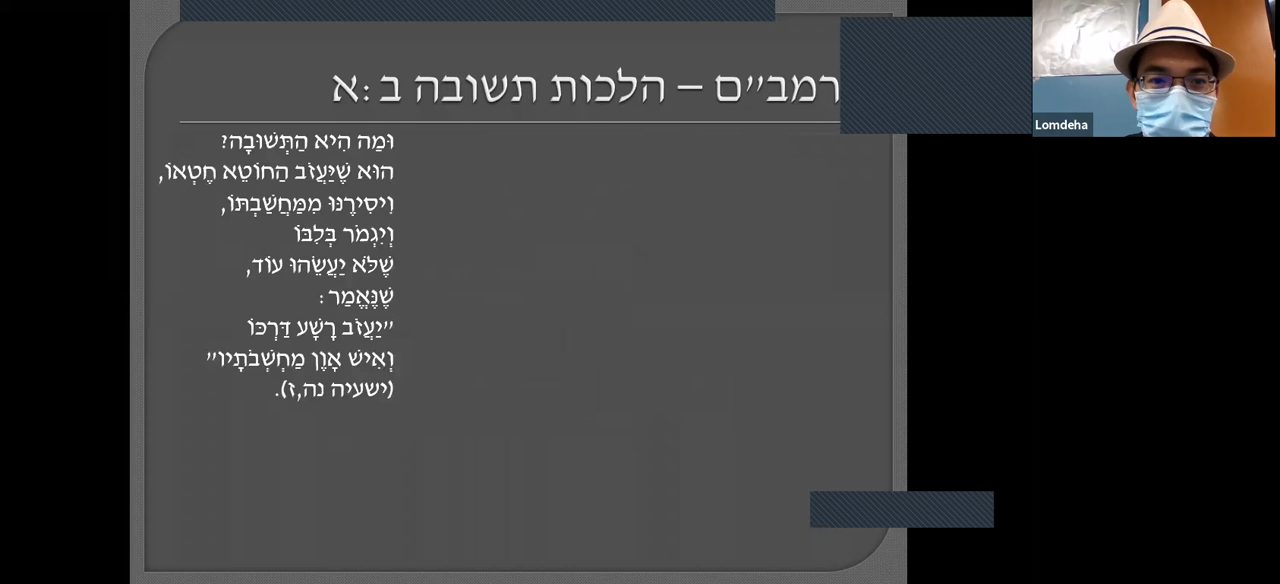 רמב״ם – הלכות תשובה ב:א
וּמַה הִיא הַתְּשׁוּבָה?
הוּא שֶׁיַּעֲזֹב הַחוֹטֵא חֶטְאוֹ,
וִיסִירֶנּוּ מִמַּחֲשַׁבְתּוֹ,
וְיִגְמֹר בְּלִבּוֹ
שֶׁלֹּא יַעֲשֵׂהוּ עוֹד,
שֶׁנֶּאֱמַר:
״יַעֲזֹב רָשָׁע דַּרְכּוֹ
וְאִישׁ אָוֶן מַחְשְׁבֹתָיו״
(ישעיה נה,ז).
Lomdeha